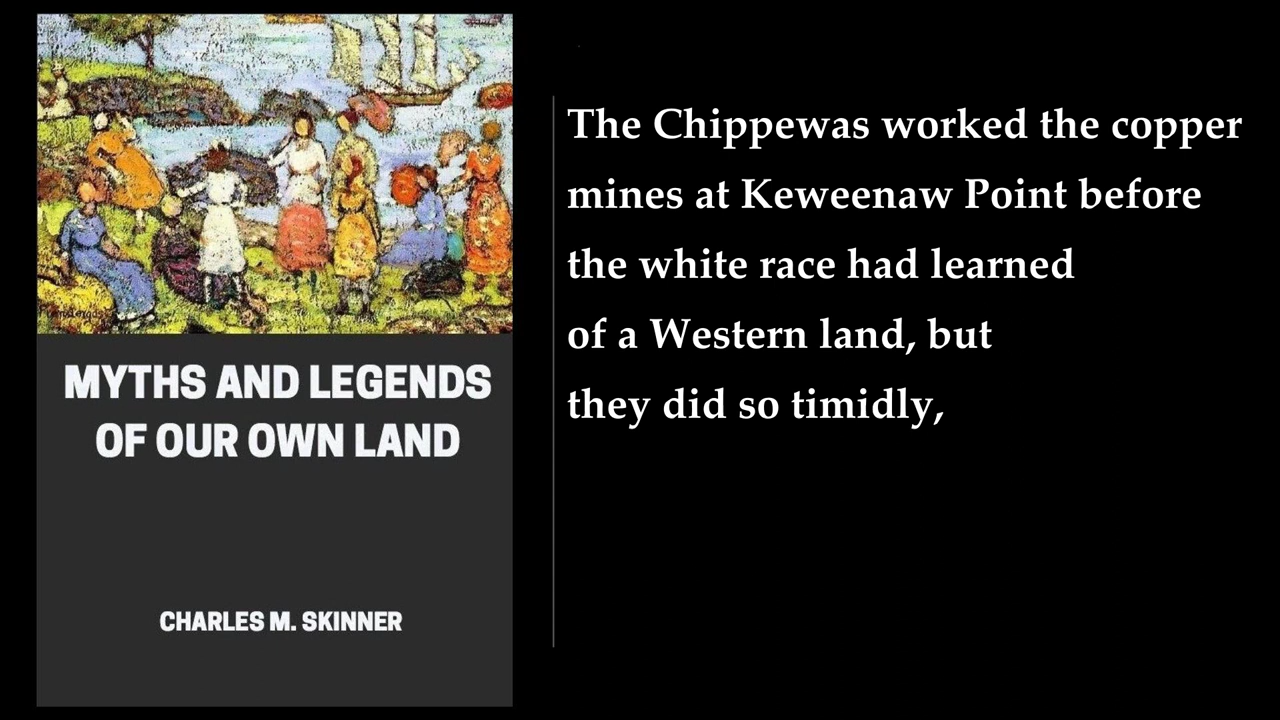 MYTHS AND LEGENDS
OF OUR OWN LAND
CHARLES M. SKINNER
The Chippewas worked the copper
mines at Keweenaw Point before
the white race had learned
of a Western land, but
they did so timidly,